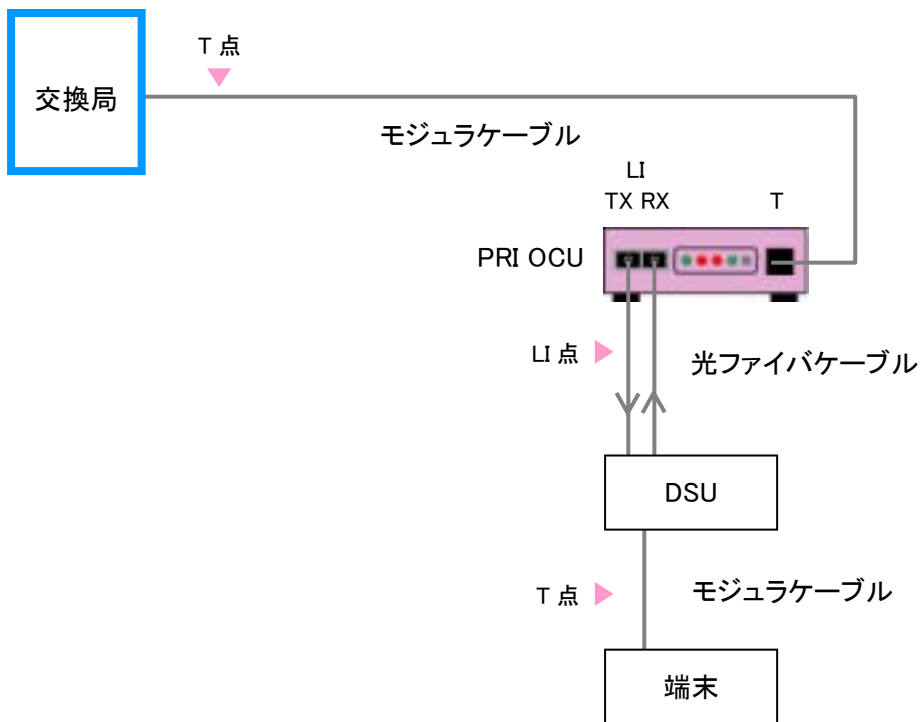 T 点
交換局
モジュラケーブル
LI
TX RX
T
PRI OCU
LI 点
光ファイバケーブル
DSU
T 点
モジュラケーブル
端末